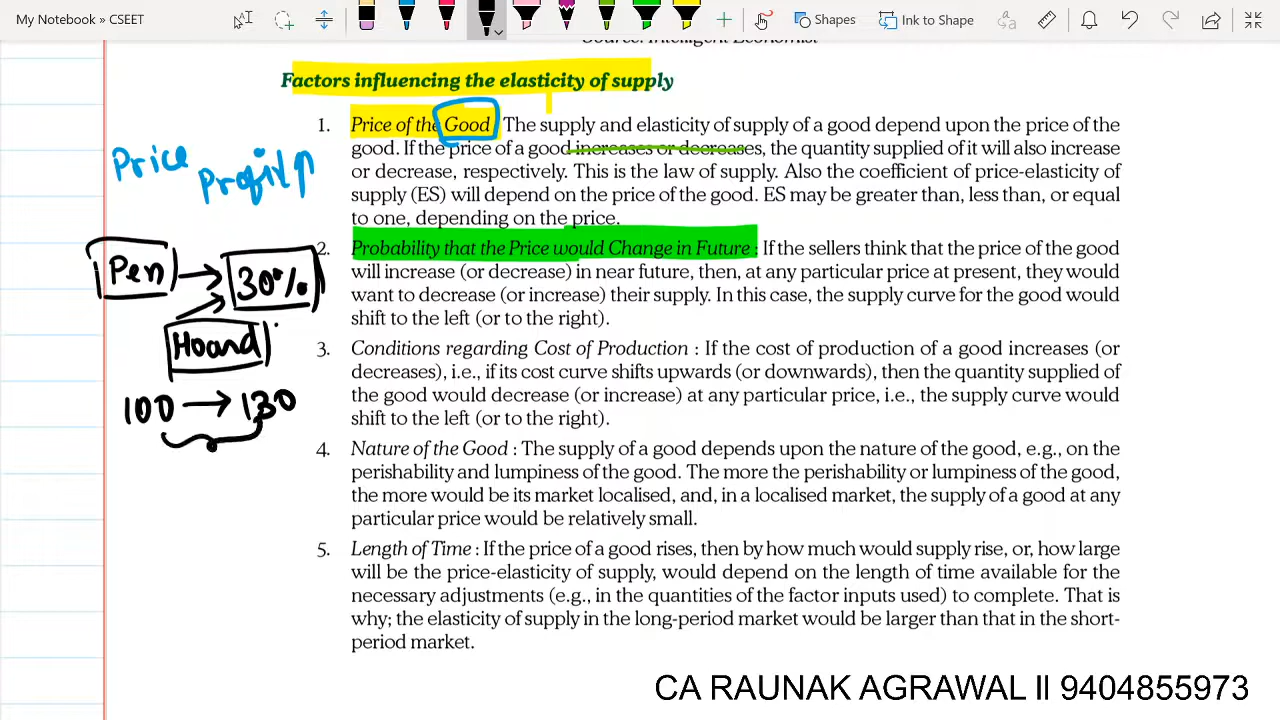 My Notebook » CSEET
Shapes
Ink to Shape
Source: Intelligent Economist
Factors influencing the elasticity of supply
1. Price of the Good : The supply and elasticity of supply of a good depend upon the price of the
good. If the price of a good increases or decreases, the quantity supplied of it will also increase
or decrease, respectively. This is the law of supply. Also the coefficient of price-elasticity of
supply (ES) will depend on the price of the good. ES may be greater than, less than, or equal
to one, depending on the price.
2. Probability that the Price would Change in Future : If the sellers think that the price of the good
will increase (or decrease) in near future, then, at any particular price at present, they would
want to decrease (or increase) their supply. In this case, the supply curve for the good would
shift to the left (or to the right).
3. Conditions regarding Cost of Production : If the cost of production of a good increases (or
decreases), i.e., if its cost curve shifts upwards (or downwards), then the quantity supplied of
the good would decrease (or increase) at any particular price, i.e., the supply curve would
shift to the left (or to the right).
4. Nature of the Good : The supply of a good depends upon the nature of the good, e.g., on the
perishability and lumpiness of the good. The more the perishability or lumpiness of the good,
the more would be its market localised, and, in a localised market, the supply of a good at any
particular price would be relatively small.
5. Length of Time : If the price of a good rises, then by how much would supply rise, or, how large
will be the price-elasticity of supply, would depend on the length of time available for the
necessary adjustments (e.g., in the quantities of the factor inputs used) to complete. That is
why; the elasticity of supply in the long-period market would be larger than that in the short-
period market.
Price Profit ↑
Pen → 30%
Hoard
100 → 130
CA RAUNAK AGRAWAL II 9404855973